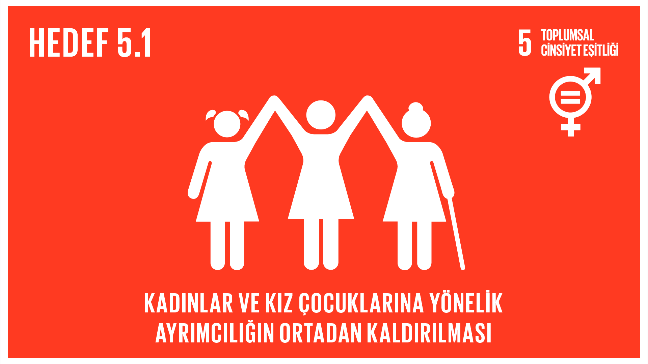 HEDEF 5.1
5 TOPLUMSAL
CİNSİYET EŞİTLİĞİ
KADINLAR VE KIZ ÇOCUKLARINA YÖNELİK
AYRIMCILIĞIN ORTADAN KALDIRILMASI